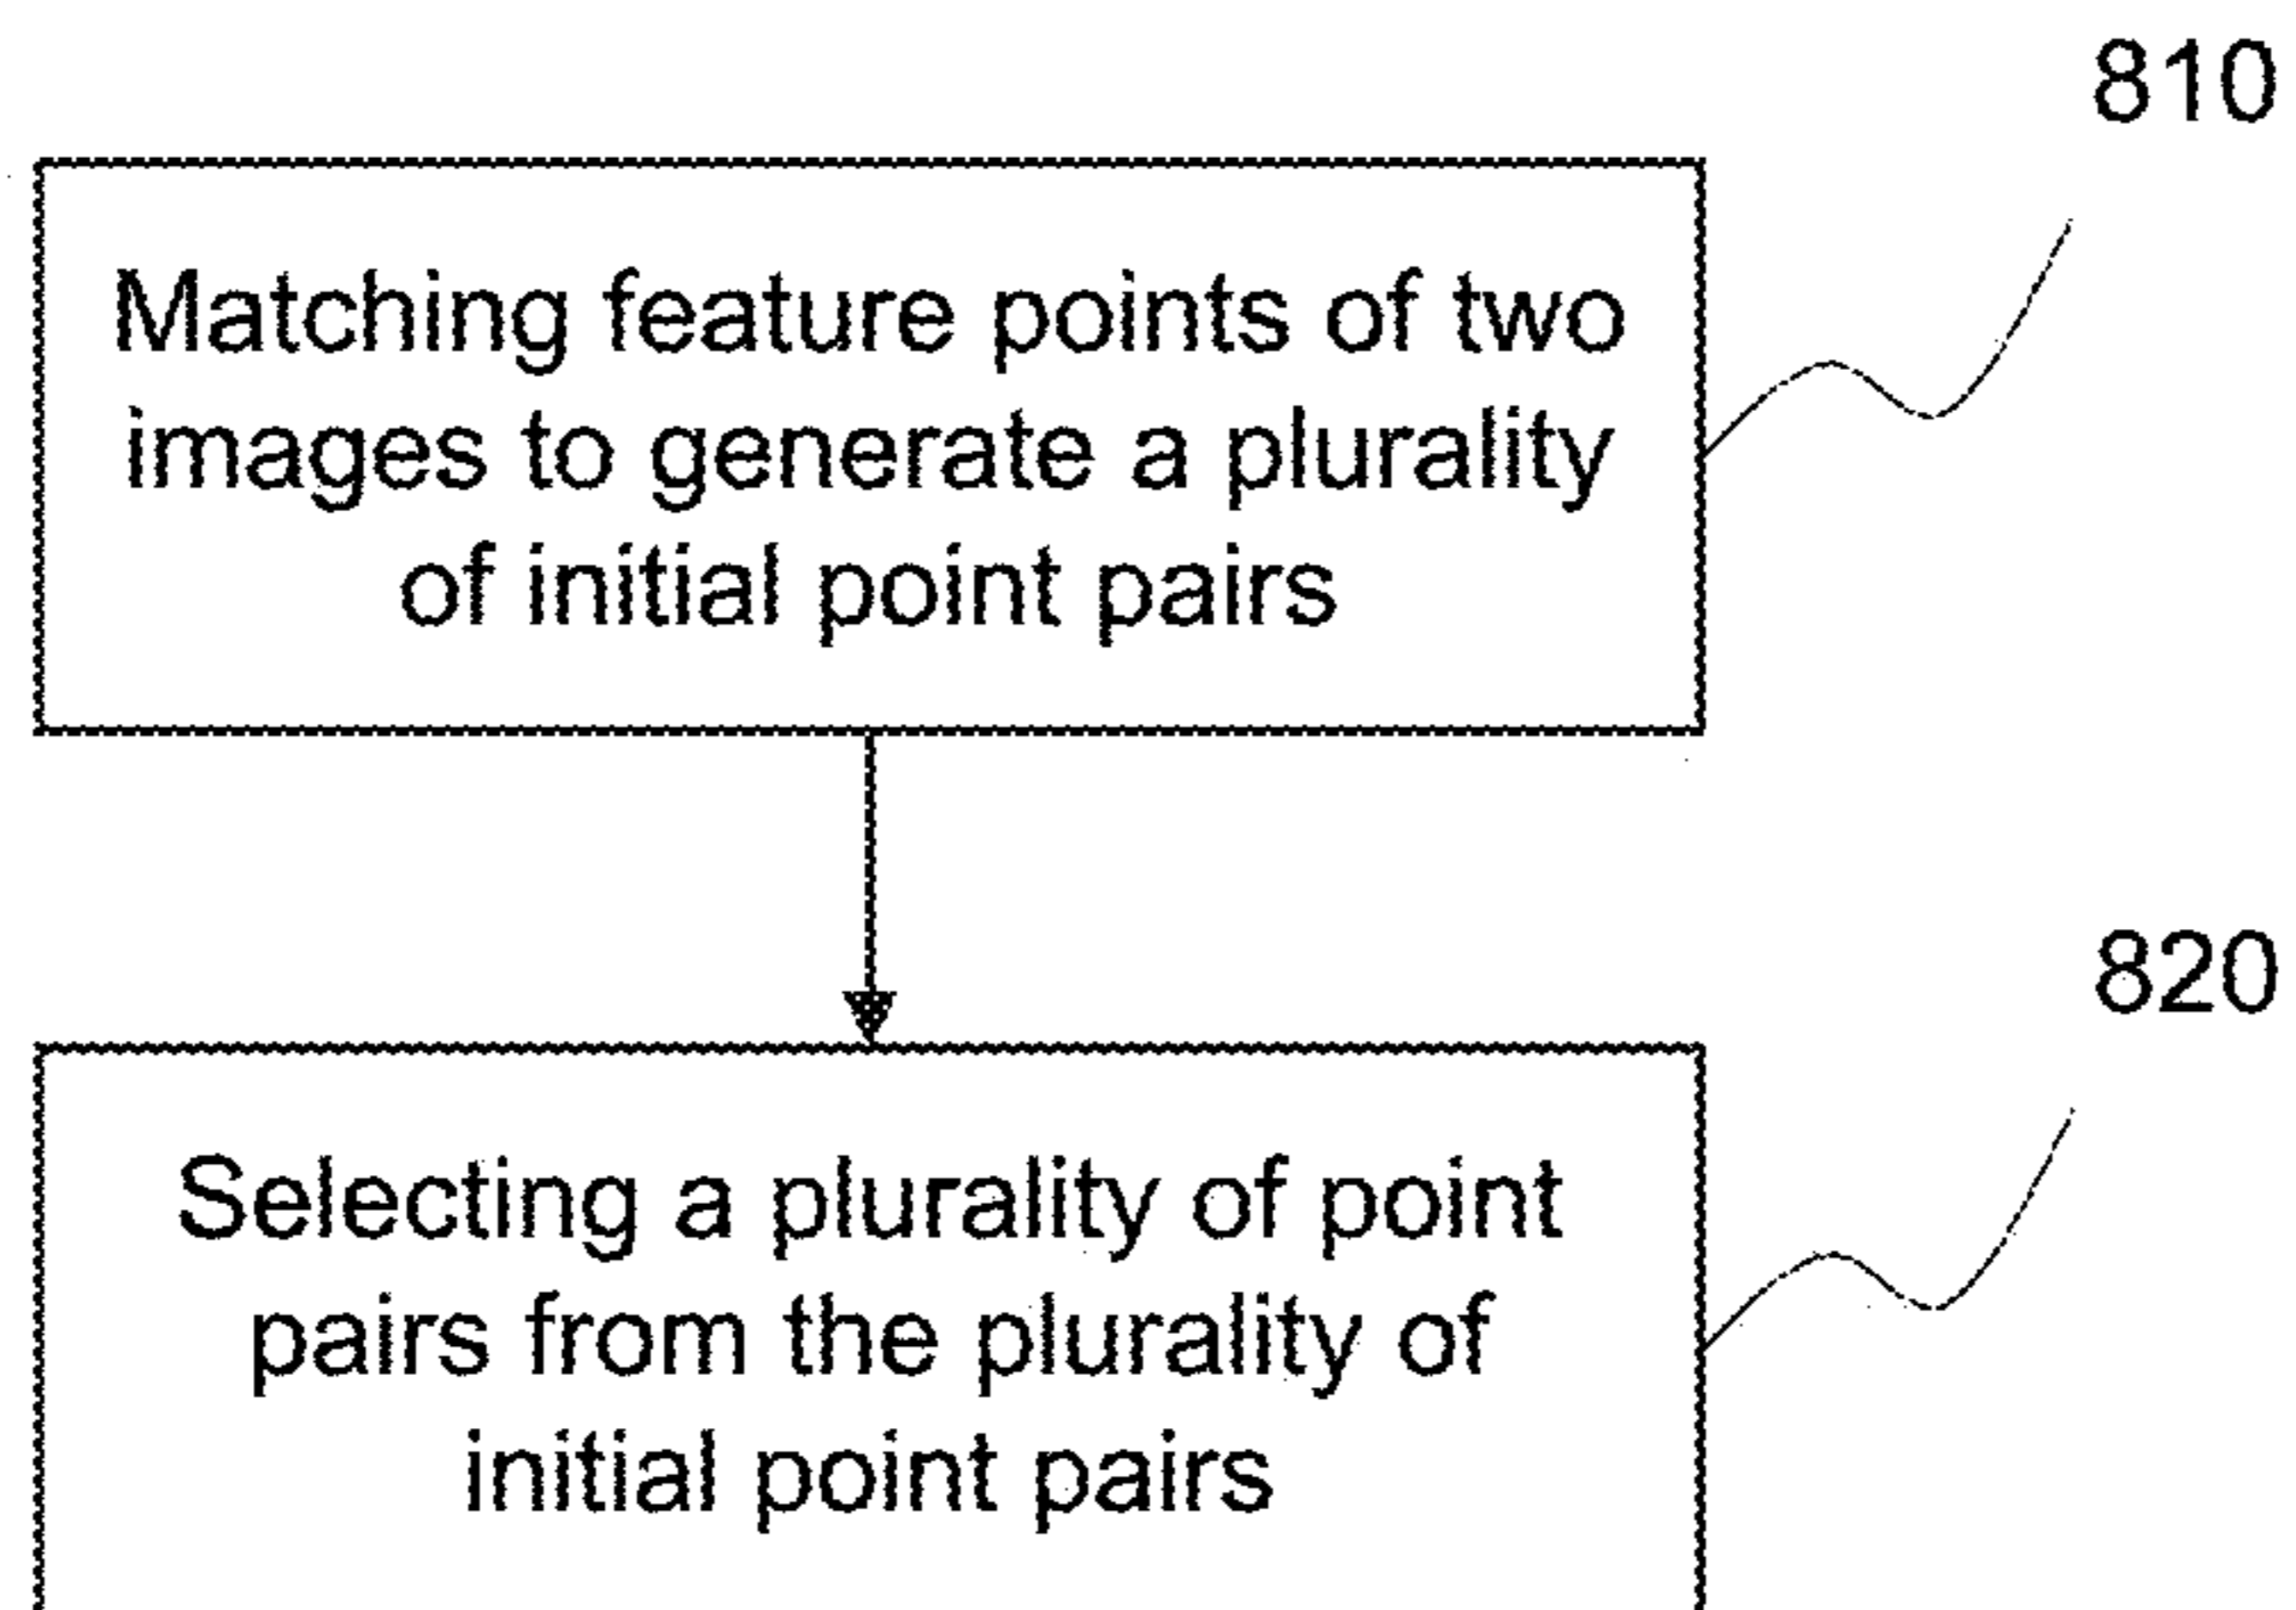 810
Matching feature points of two
images to generate a plurality
of initial point pairs
820
Selecting a plurality of point
pairs from the plurality of
initial point pairs